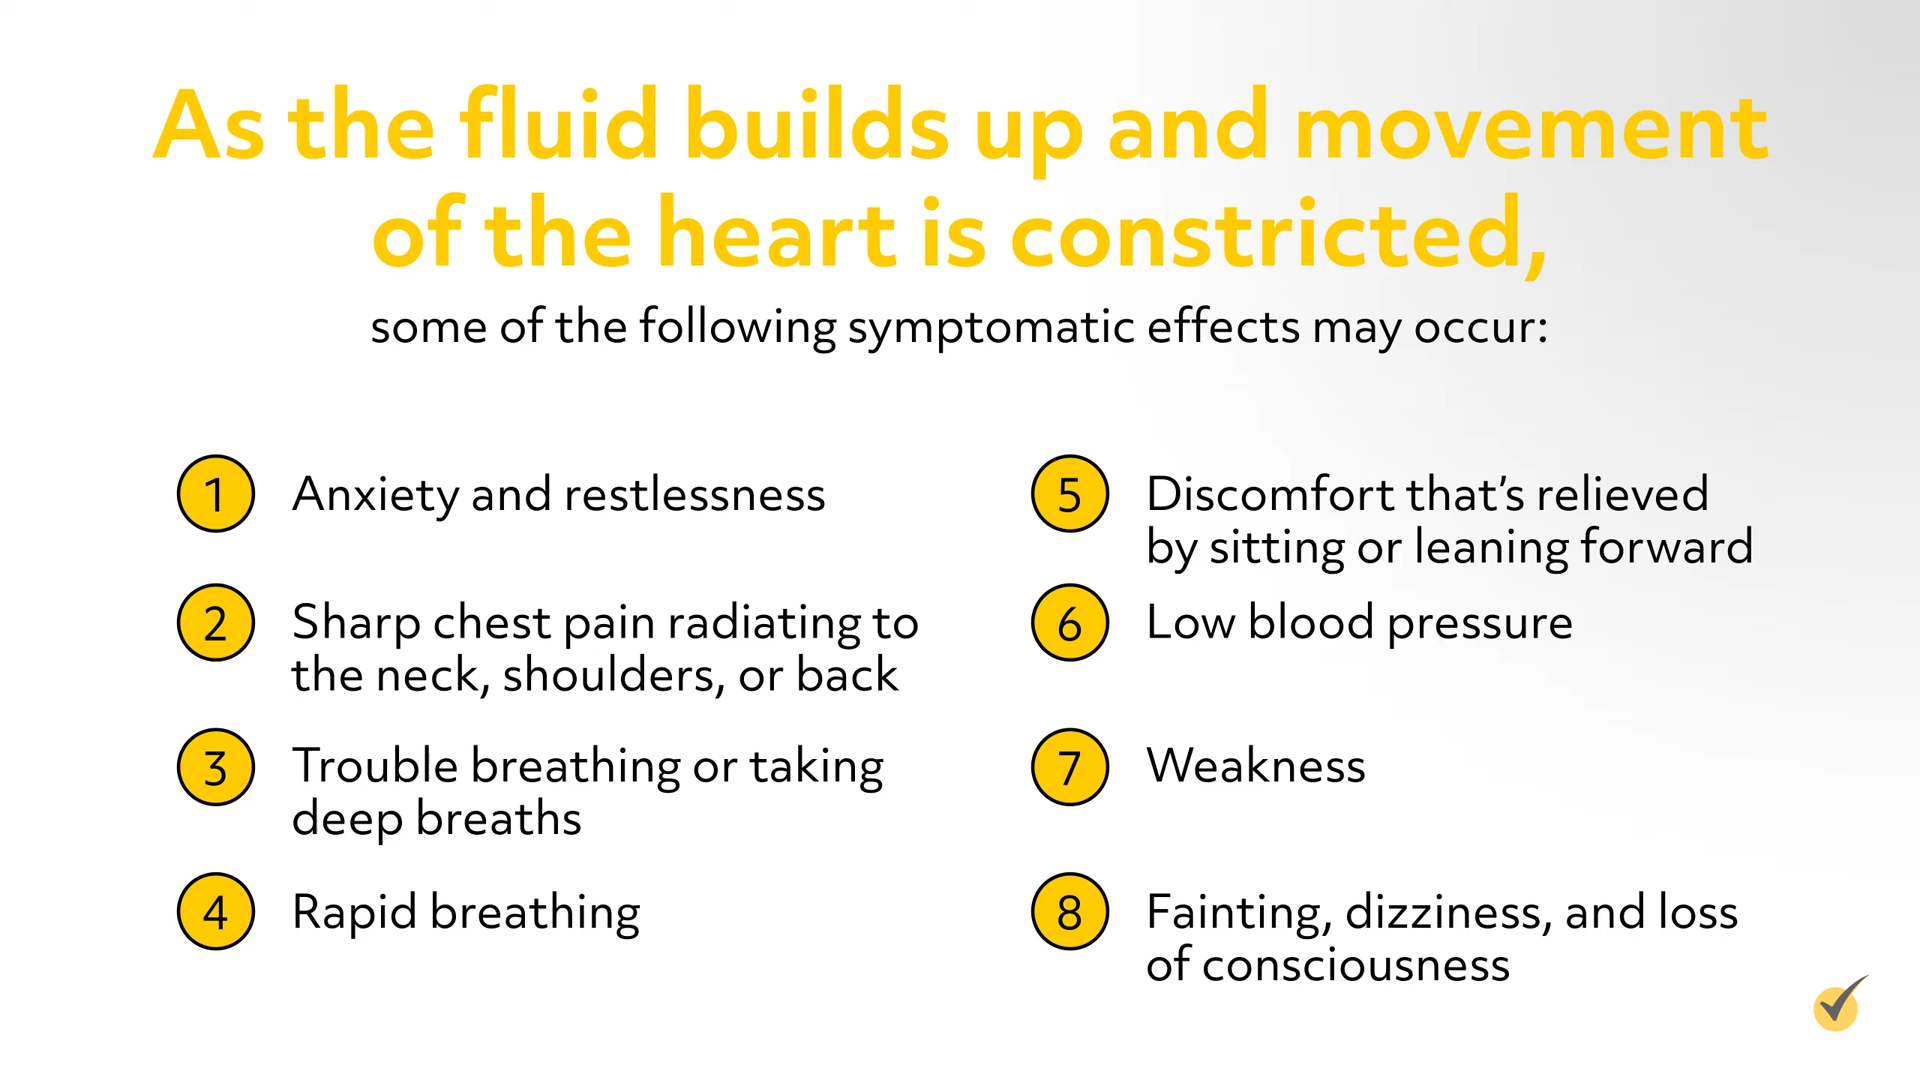 As the fluid builds up and movement
of the heart is constricted,
some of the following symptomatic effects may occur:
1 Anxiety and restlessness
2 Sharp chest pain radiating to
the neck, shoulders, or back
3 Trouble breathing or taking
deep breaths
4 Rapid breathing
5 Discomfort that’s relieved
by sitting or leaning forward
6 Low blood pressure
7 Weakness
8 Fainting, dizziness, and loss
of consciousness